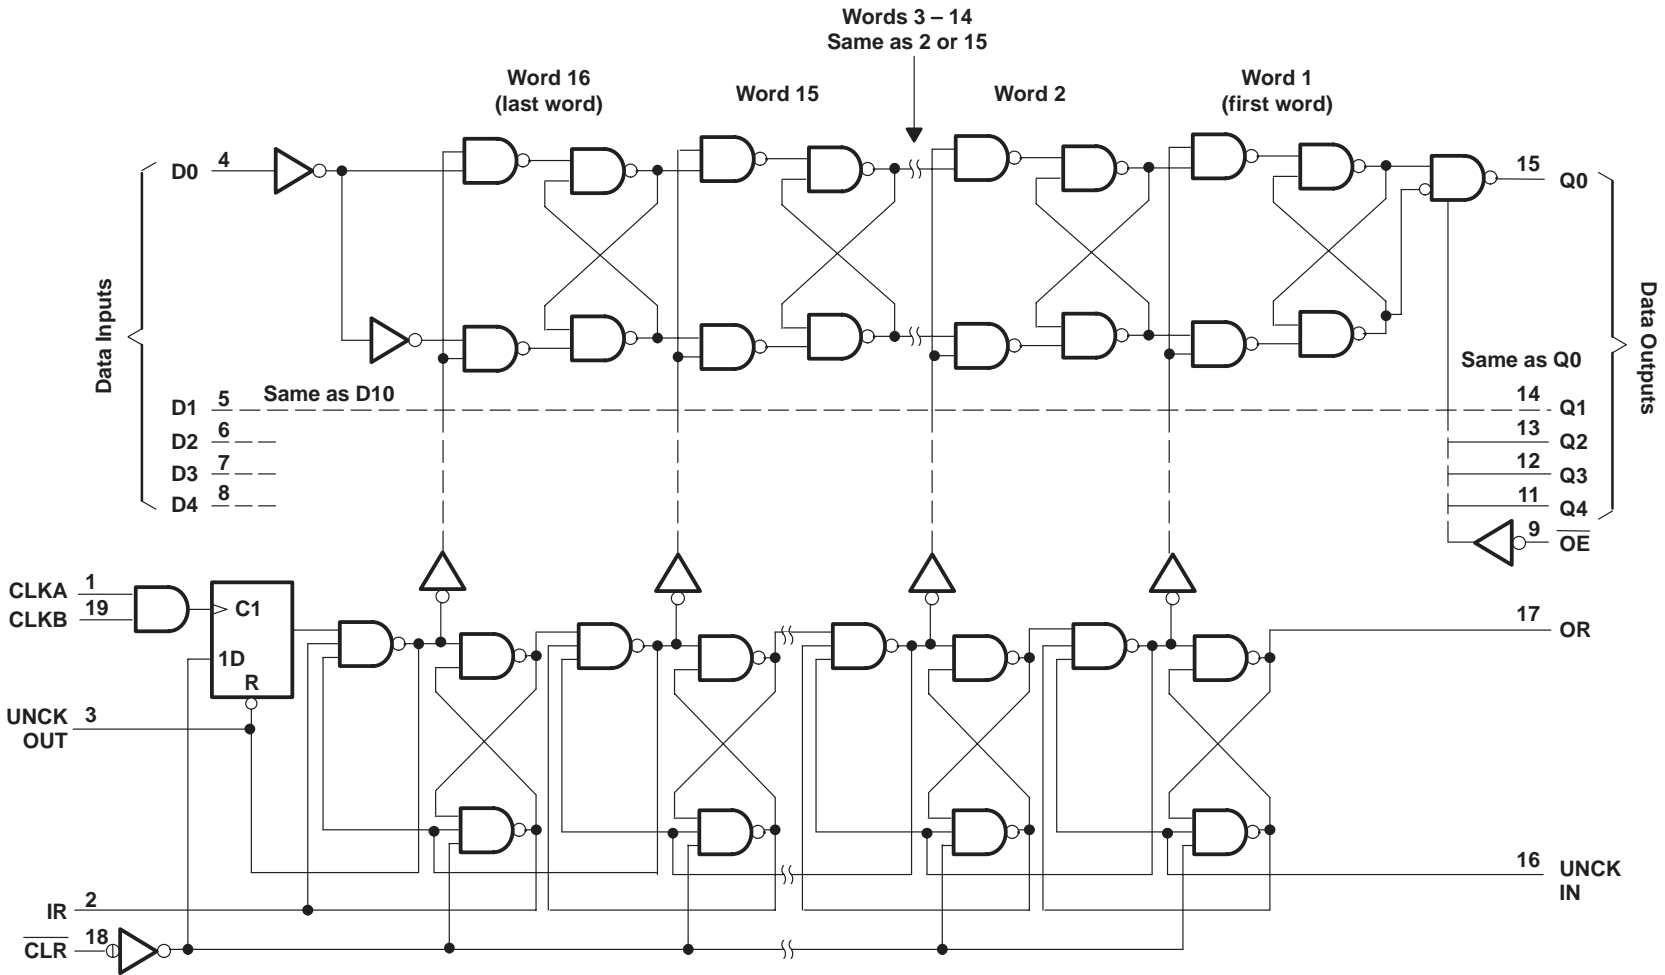 Words 3 – 14
Same as 2 or 15
Word 16
(last word)
Word 15
Word 2
Word 1
(first word)
D0 4
15 Q0
Data Inputs
Data Outputs
Same as Q0
Same as D10
D1 5
14 Q1
D2 6
13 Q2
D3 7
12 Q3
D4 8
11 Q4
9 OE
CLKA 1
CLKB 19
C1
1D
R
17 OR
UNCK OUT 3
16 UNCK IN
IR 2
CLR 18